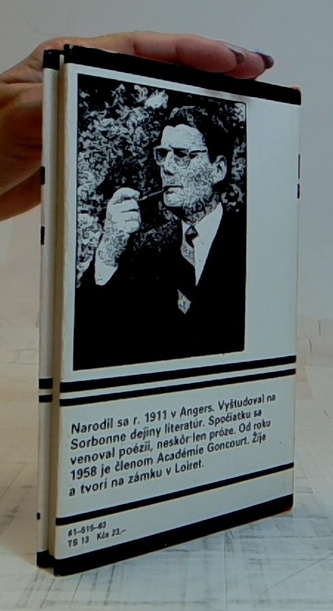 Narodil sa r. 1911 v Angers. Vyštudoval na
Sorbonne dejiny literatúr. Spočiatku sa
venoval poézii, neskôr len próze. Od roku
1958 je členom Académie Goncourt. Žije
a tvorí na zámku v Loiret.
61-515-83
TS 13 Kčs 23,-